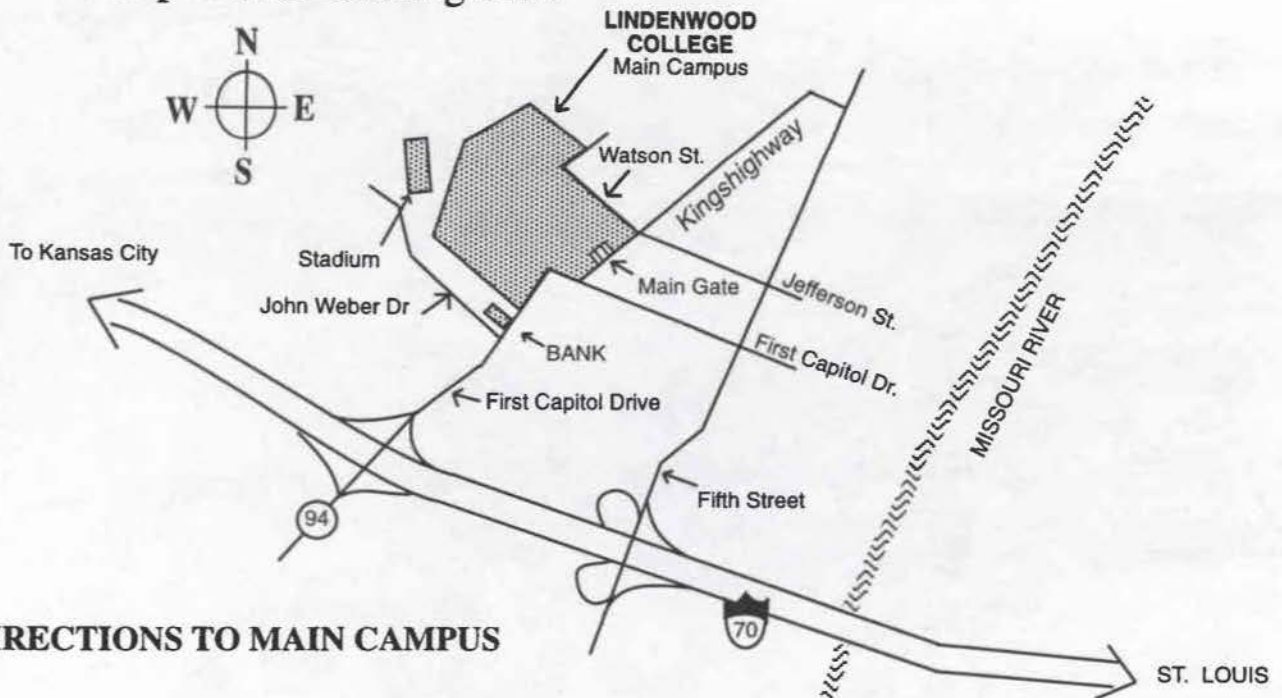 LINDENWOOD
COLLEGE
Main Campus
N
W
E
S
Watson St.
Kingshighway
To Kansas City
Stadium
Main Gate
Jefferson St.
John Weber Dr
BANK
First Capitol Dr.
MISSOURI RIVER
First Capitol Drive
Fifth Street
94
70
IRECTIONS TO MAIN CAMPUS
ST. LOUIS